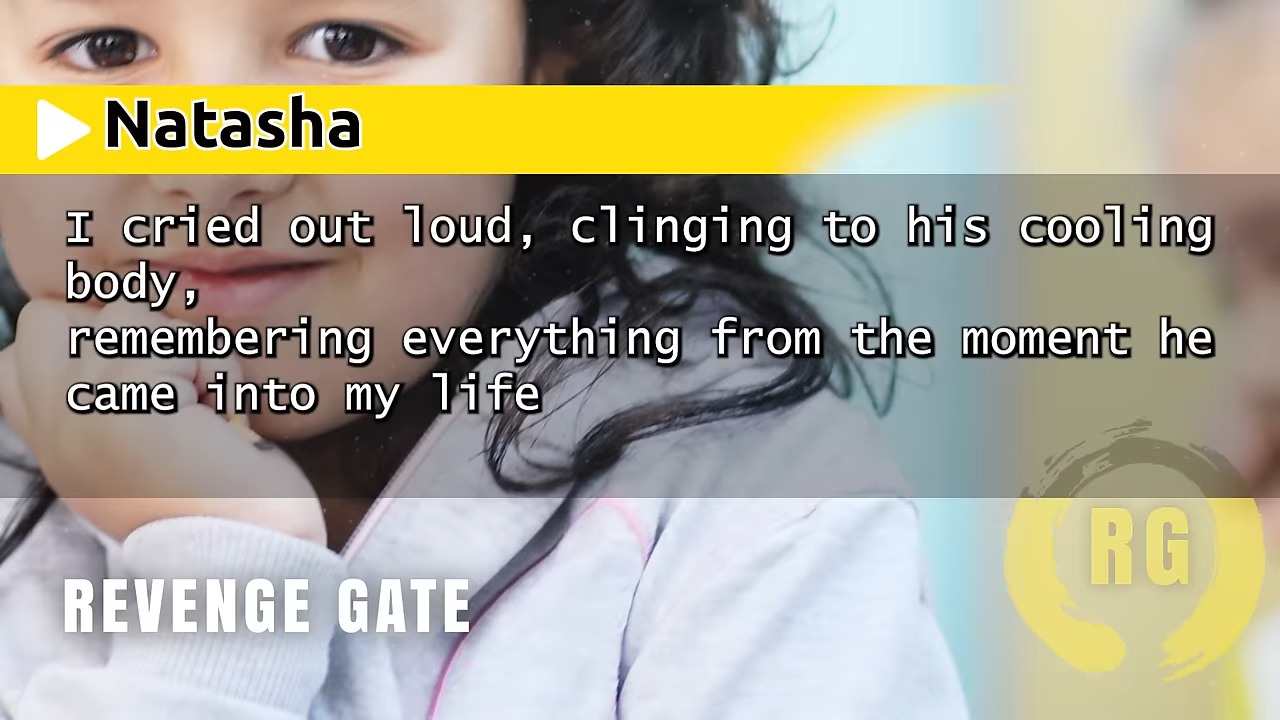 Natasha
I cried out loud, clinging to his cooling
body,
remembering everything from the moment he
came into my life
REVENGE GATE
RG